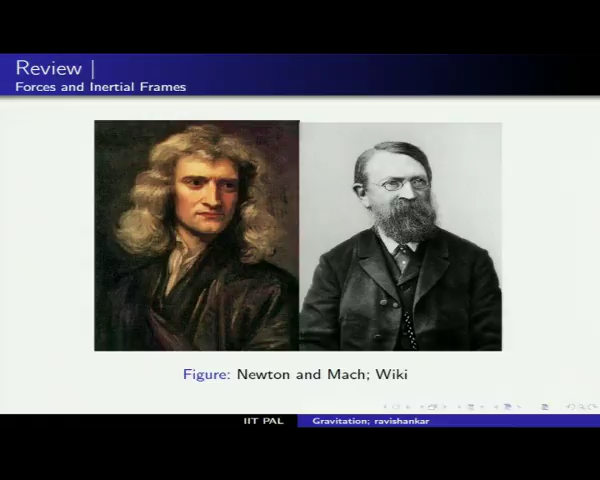 Review |
Forces and Inertial Frames
Figure: Newton and Mach; Wiki
IIT PAL
Gravitation; ravishankar